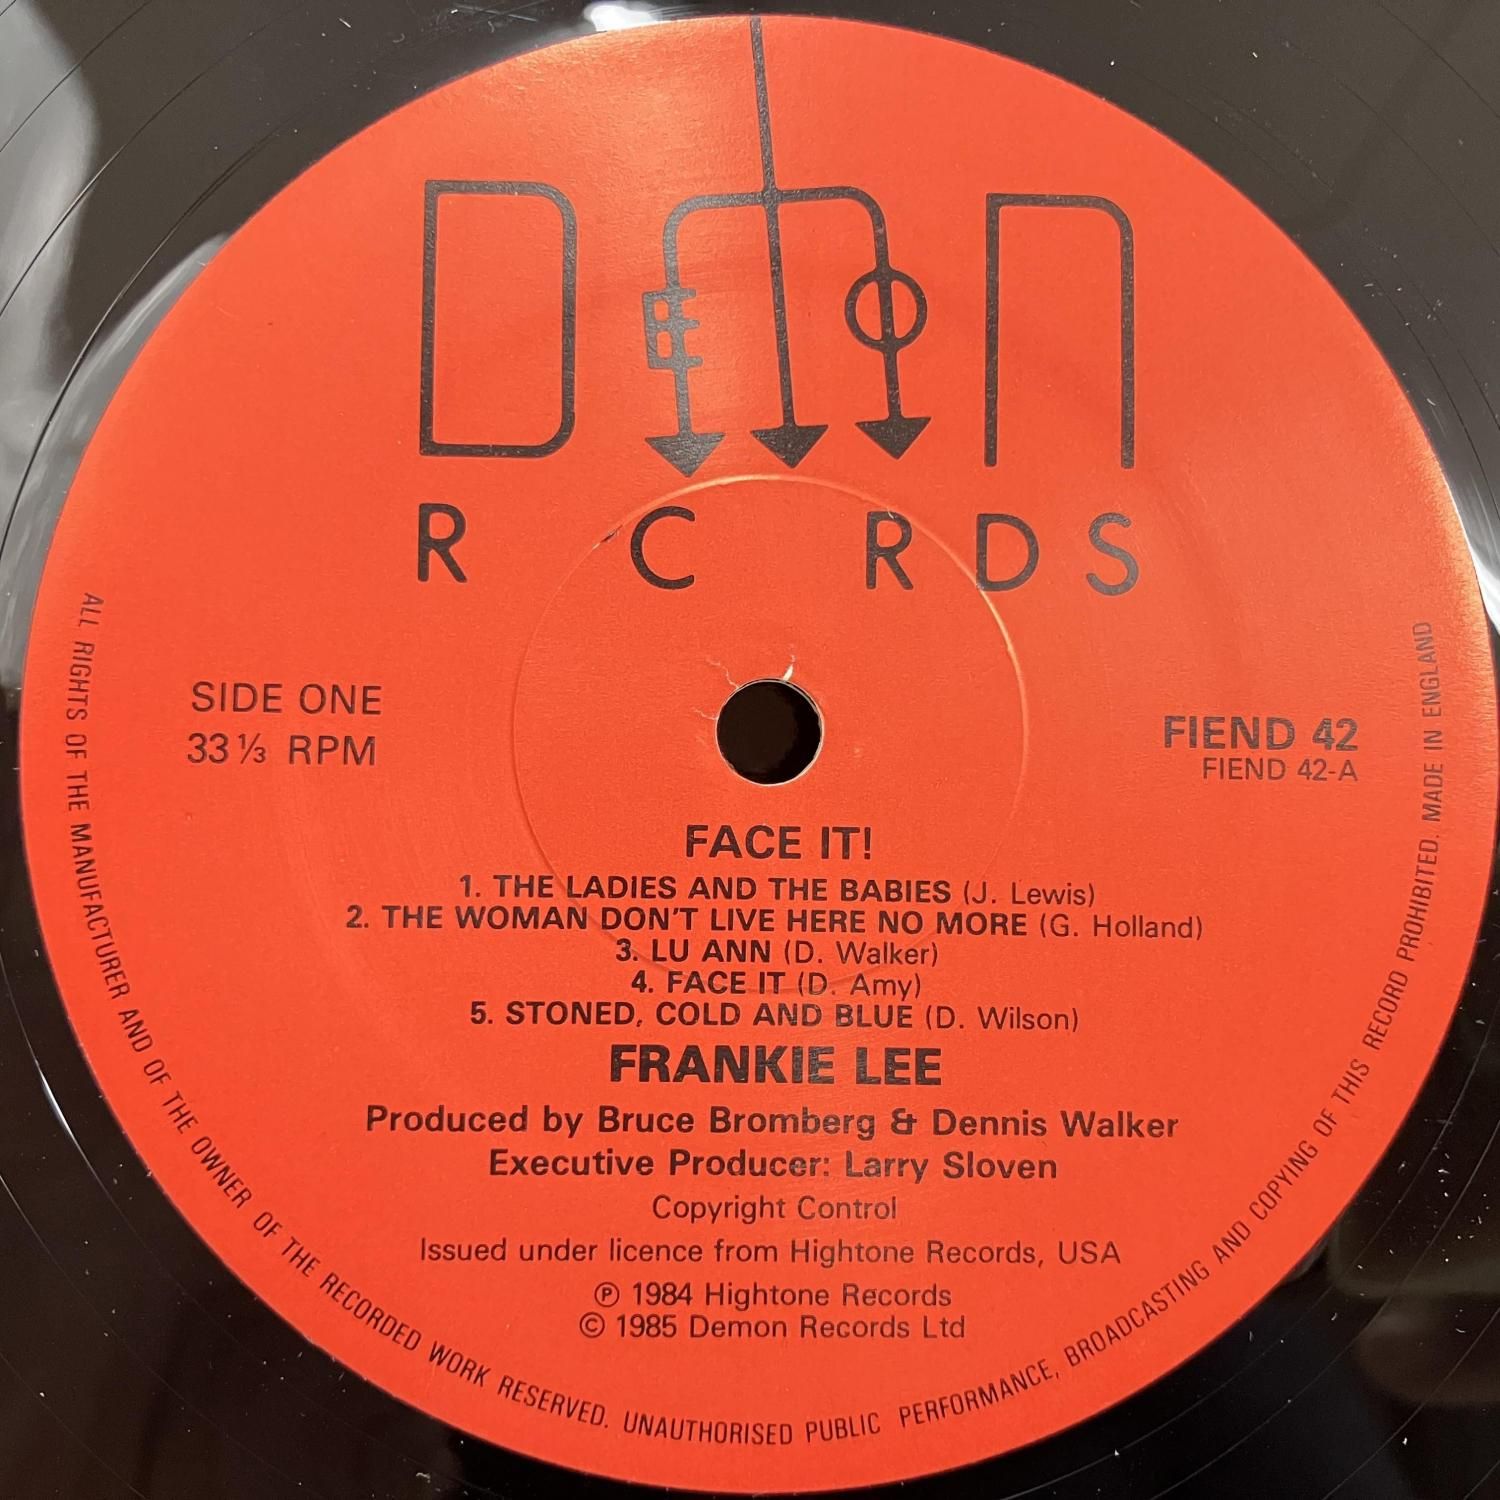 DEMON
RCRDS
SIDE ONE
33 ⅓ RPM
FIEND 42
FIEND 42-A
FACE IT!
1. THE LADIES AND THE BABIES (J. Lewis)
2. THE WOMAN DON'T LIVE HERE NO MORE (G. Holland)
3. LU ANN (D. Walker)
4. FACE IT (D. Amy)
5. STONED, COLD AND BLUE (D. Wilson)
FRANKIE LEE
Produced by Bruce Bromberg & Dennis Walker
Executive Producer: Larry Sloven
Copyright Control
Issued under licence from Hightone Records, USA
℗ 1984 Hightone Records
© 1985 Demon Records Ltd
ALL RIGHTS OF THE MANUFACTURER AND OF THE OWNER OF THE RECORDED WORK RESERVED. UNAUTHORISED PUBLIC PERFORMANCE, BROADCASTING AND COPYING OF THIS RECORD PROHIBITED. MADE IN ENGLAND